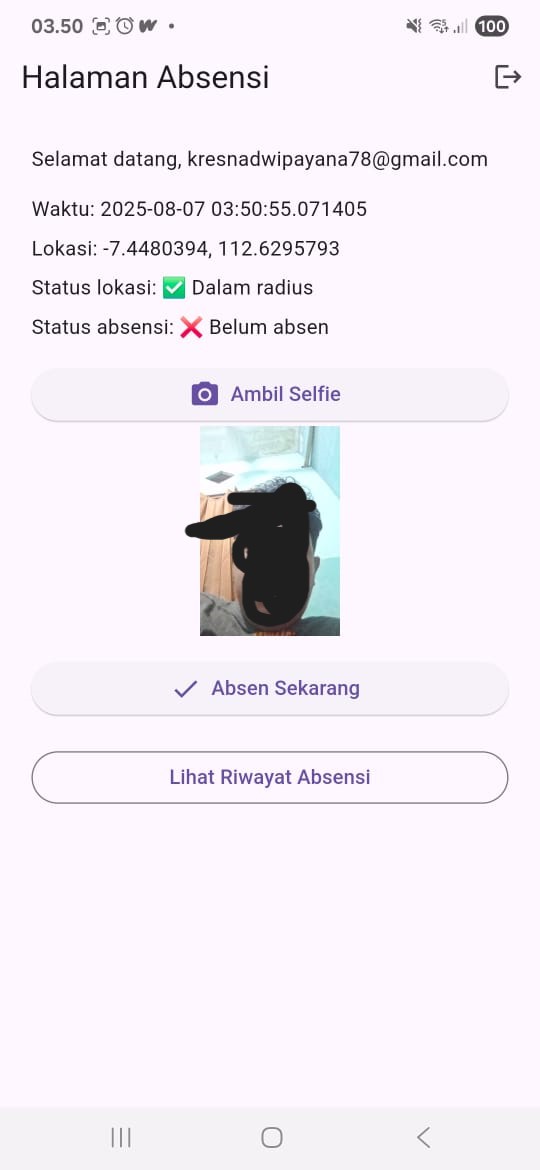 03.50
100
Halaman Absensi
Selamat datang, kresnadwipayana78@gmail.com
Waktu: 2025-08-07 03:50:55.071405
Lokasi: -7.4480394, 112.6295793
Status lokasi: ✅ Dalam radius
Status absensi: ❌ Belum absen
Ambil Selfie
Absen Sekarang
Lihat Riwayat Absensi